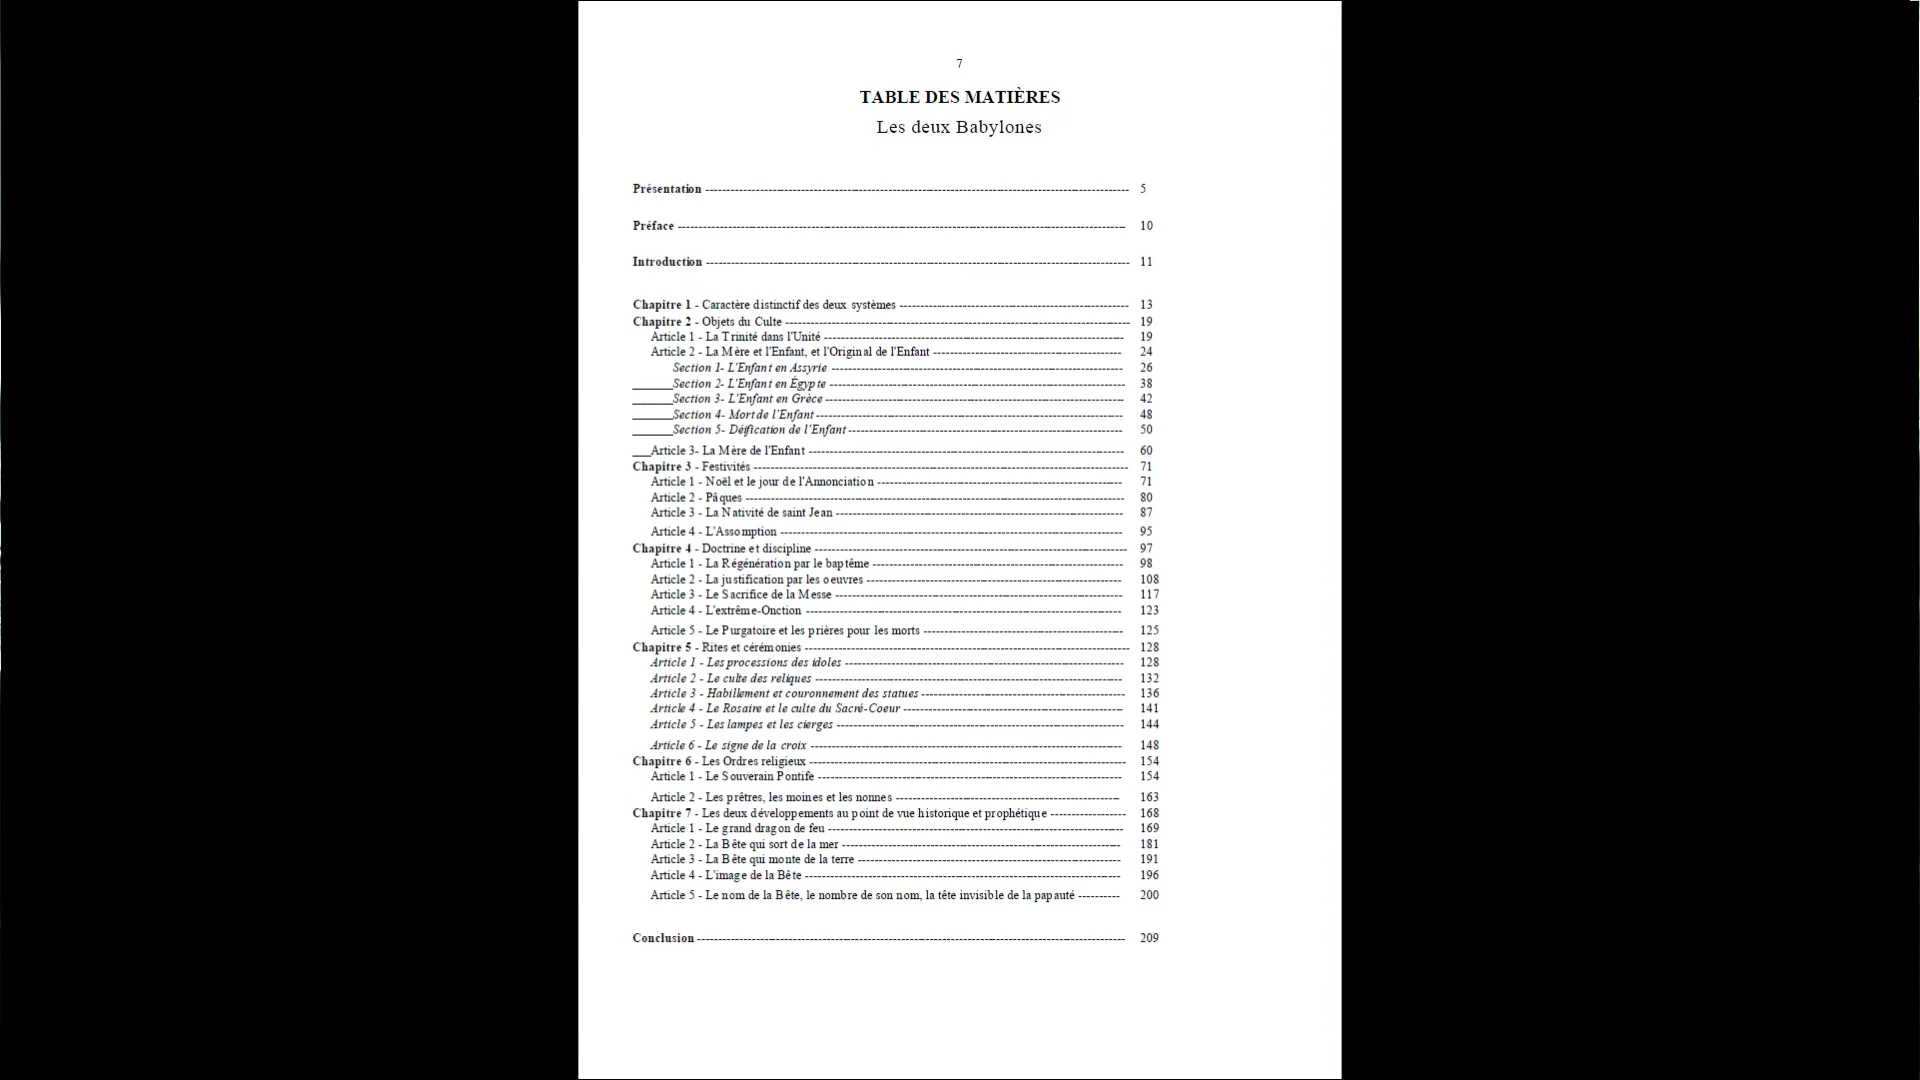 7
TABLE DES MATIÈRES
Les deux Babylones
Présentation ---------- 5
Préface ---------- 10
Introduction ---------- 11
Chapitre 1 - Caractère distinctif des deux systèmes ---------- 13
Chapitre 2 - Objets du Culte ---------- 19
Article 1 - La Trinité dans l'Unité ---------- 19
Article 2 - La Mère et l'Enfant, et l'Original de l'Enfant ---------- 24
Section 1- L'Enfant en Assyrie ---------- 26
Section 2- L'Enfant en Égypte ---------- 38
Section 3- L'Enfant en Grèce ---------- 42
Section 4- Mort de l'Enfant ---------- 48
Section 5- Déification de l'Enfant ---------- 50
Article 3- La Mère de l'Enfant ---------- 60
Chapitre 3 - Festivités ---------- 71
Article 1 - Noël et le jour de l'Annonciation ---------- 71
Article 2 - Pâques ---------- 80
Article 3 - La Nativité de saint Jean ---------- 87
Article 4 - L'Assomption ---------- 95
Chapitre 4 - Doctrine et discipline ---------- 97
Article 1 - La Régénération par le baptême ---------- 98
Article 2 - La justification par les oeuvres ---------- 108
Article 3 - Le Sacrifice de la Messe ---------- 117
Article 4 - L'extrême-Onction ---------- 123
Article 5 - Le Purgatoire et les prières pour les morts ---------- 125
Chapitre 5 - Rites et cérémonies ---------- 128
Article 1 - Les processions des idoles ---------- 128
Article 2 - Le culte des reliques ---------- 132
Article 3 - Habillement et couronnement des statues ---------- 136
Article 4 - Le Rosaire et le culte du Sacré-Coeur ---------- 141
Article 5 - Les lampes et les cierges ---------- 144
Article 6 - Le signe de la croix ---------- 148
Chapitre 6 - Les Ordres religieux ---------- 154
Article 1 - Le Souverain Pontife ---------- 154
Article 2 - Les prêtres, les moines et les nonnes ---------- 163
Chapitre 7 - Les deux développements au point de vue historique et prophétique ---------- 168
Article 1 - Le grand dragon de feu ---------- 169
Article 2 - La Bête qui sort de la mer ---------- 181
Article 3 - La Bête qui monte de la terre ---------- 191
Article 4 - L'image de la Bête ---------- 196
Article 5 - Le nom de la Bête, le nombre de son nom, la tête invisible de la papauté ---------- 200
Conclusion ---------- 209